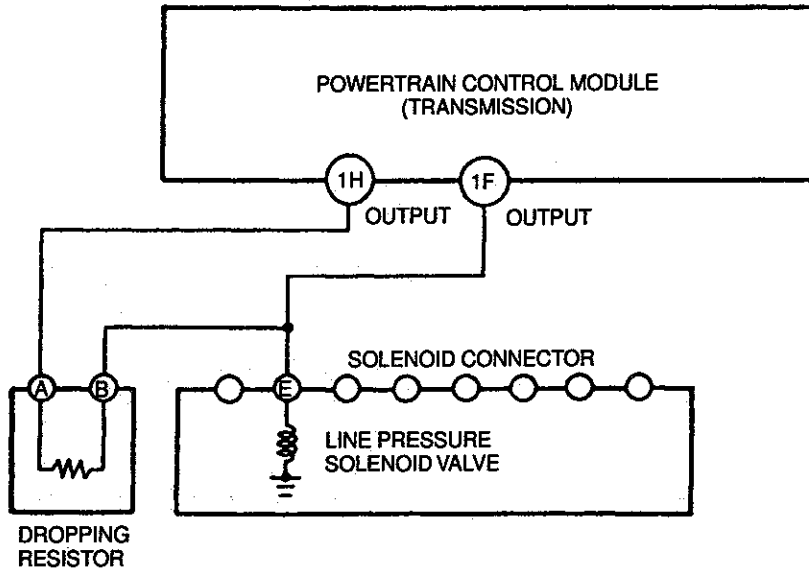 POWERTRAIN CONTROL MODULE
(TRANSMISSION)
1H
1F
OUTPUT
OUTPUT
SOLENOID CONNECTOR
A
B
E
LINE PRESSURE
SOLENOID VALVE
DROPPING
RESISTOR